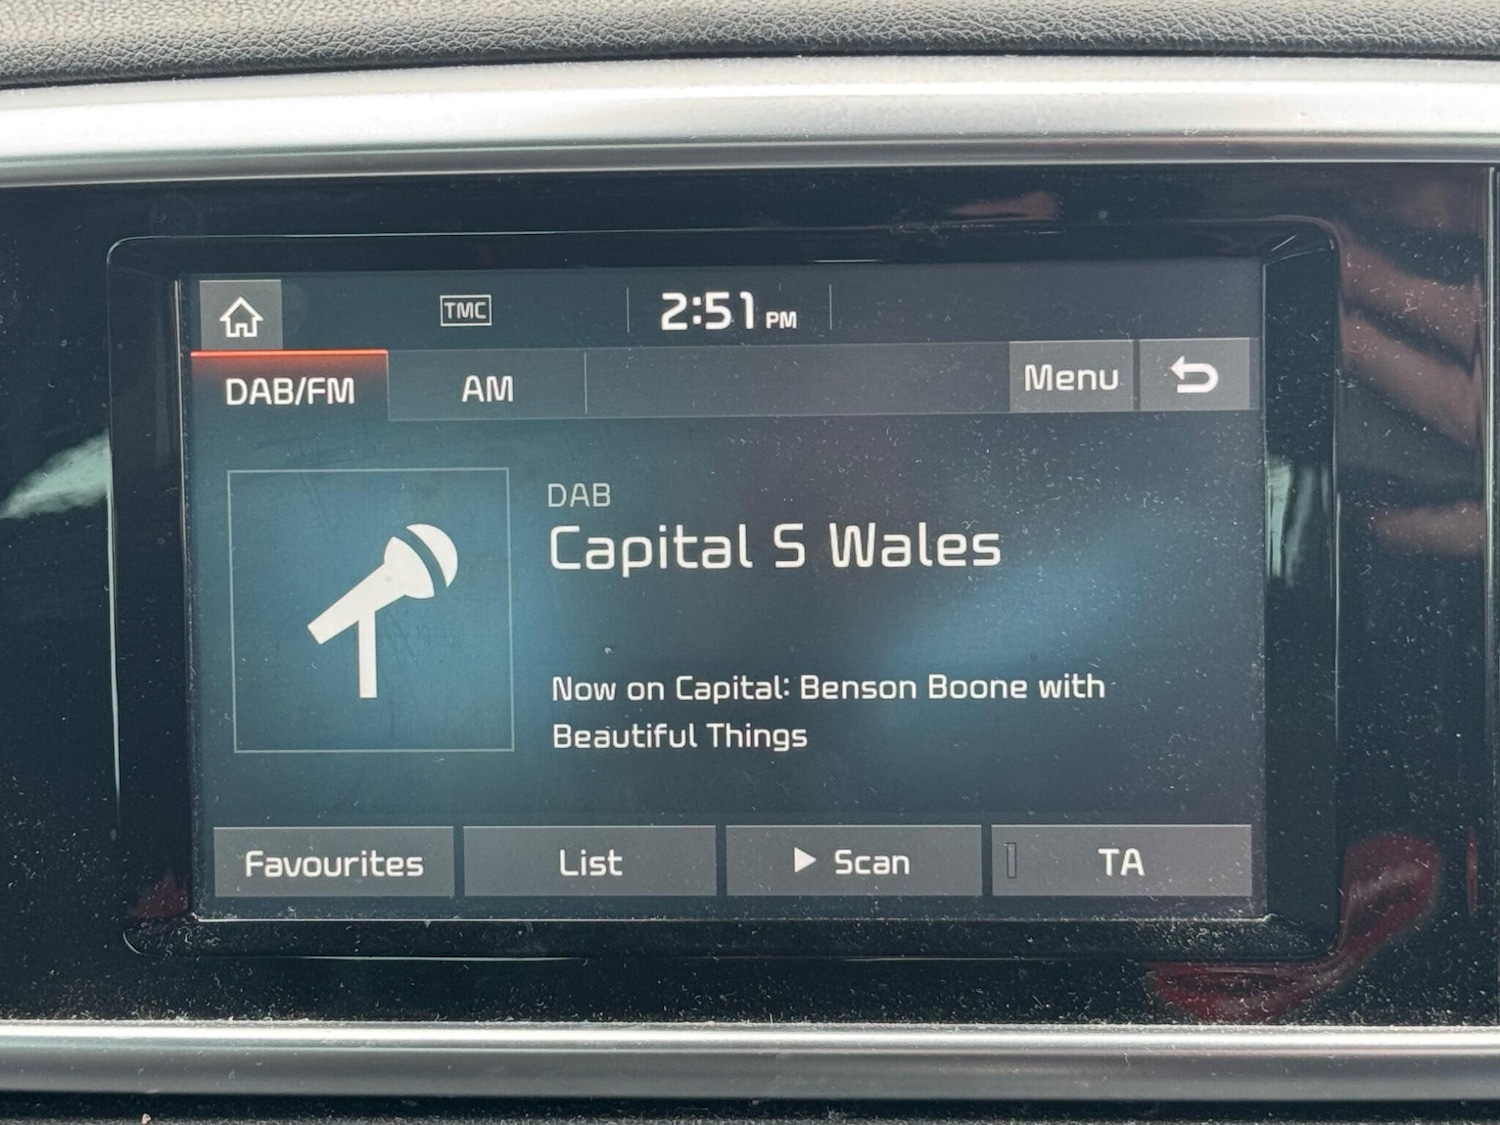 TMC
2:51 PM
DAB/FM
AM
Menu
DAB
Capital S Wales
Now on Capital: Benson Boone with
Beautiful Things
Favourites
List
Scan
TA